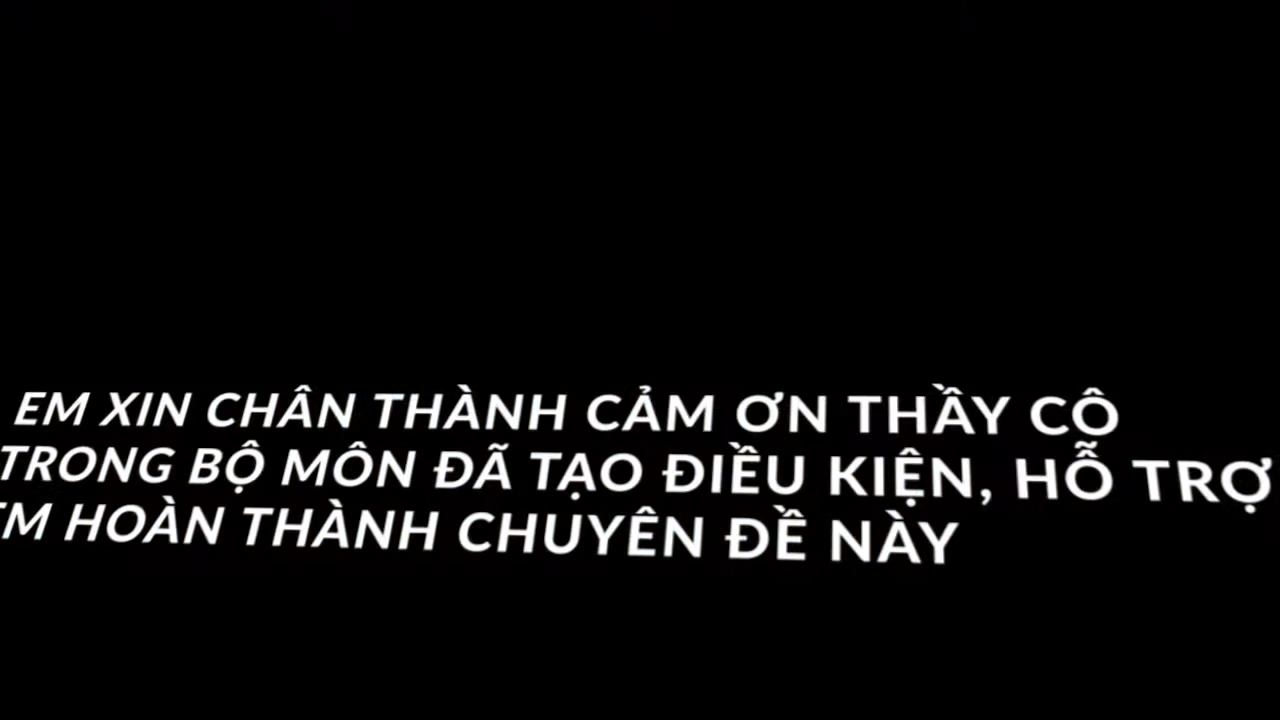 EM XIN CHÂN THÀNH CẢM ƠN THẦY CÔ
TRONG BỘ MÔN ĐÃ TẠO ĐIỀU KIỆN, HỖ TRỢ
EM HOÀN THÀNH CHUYÊN ĐỀ NÀY